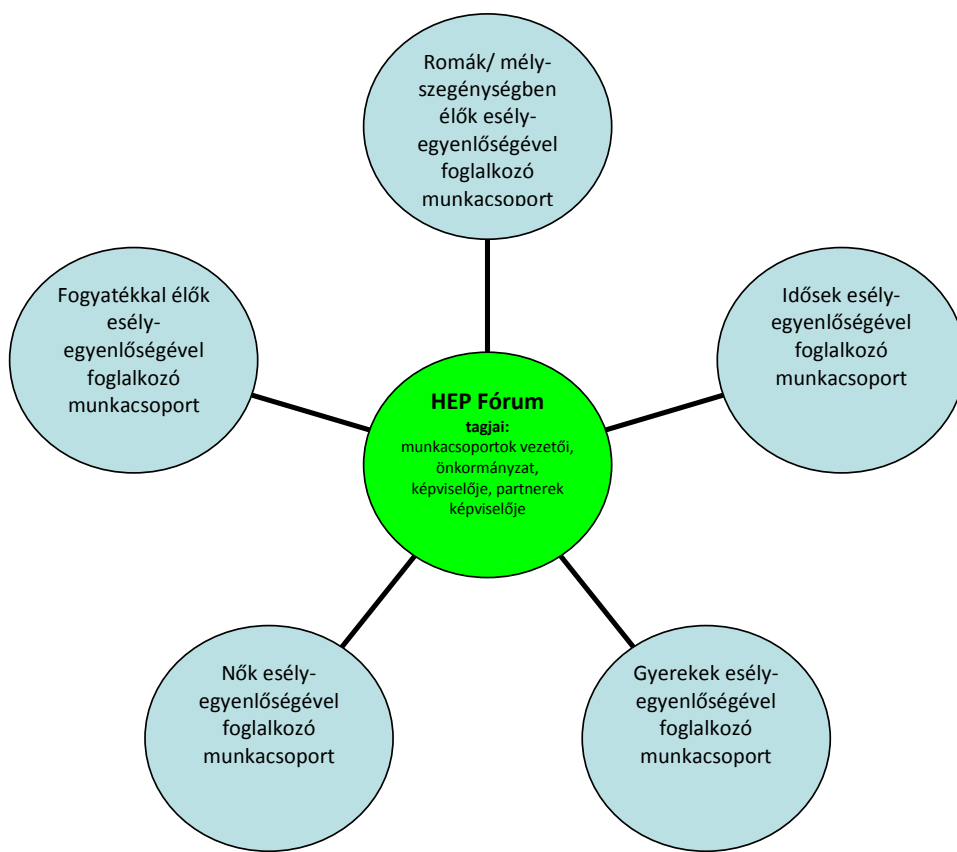 Romák/ mély-
szegénységben
élők esély-
egyenlőségével
foglalkozó
munkacsoport
Fogyatékkal élők
esély-
egyenlőségével
foglalkozó
munkacsoport
Idősek esély-
egyenlőségével
foglalkozó
munkacsoport
HEP Fórum
tagjai:
munkacsoportok vezetői,
önkormányzat,
képviselője, partnerek
képviselője
Nők esély-
egyenlőségével
foglalkozó
munkacsoport
Gyerekek esély-
egyenlőségével
foglalkozó
munkacsoport